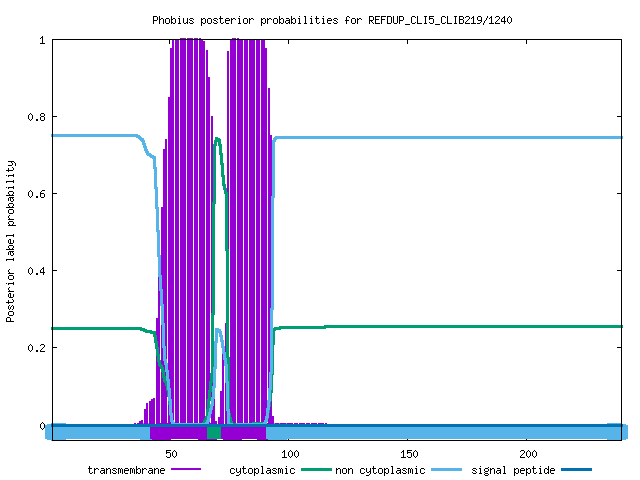 Phobius posterior probabilities for REFDUP_CLI5_CLIB219/1240
1
0.8
0.6
0.4
0.2
0
Posterior label probability
50
100
150
200
transmembrane
cytoplasmic
non cytoplasmic
signal peptide